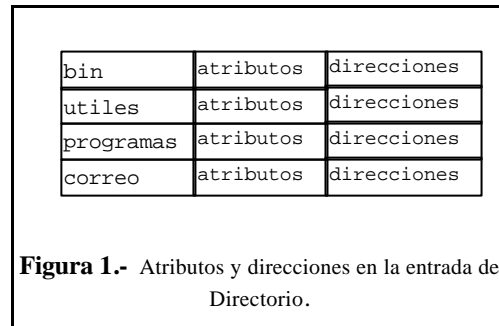 bin atributos direcciones
utiles atributos direcciones
programas atributos direcciones
correo atributos direcciones
Figura 1.- Atributos y direcciones en la entrada de
Directorio.